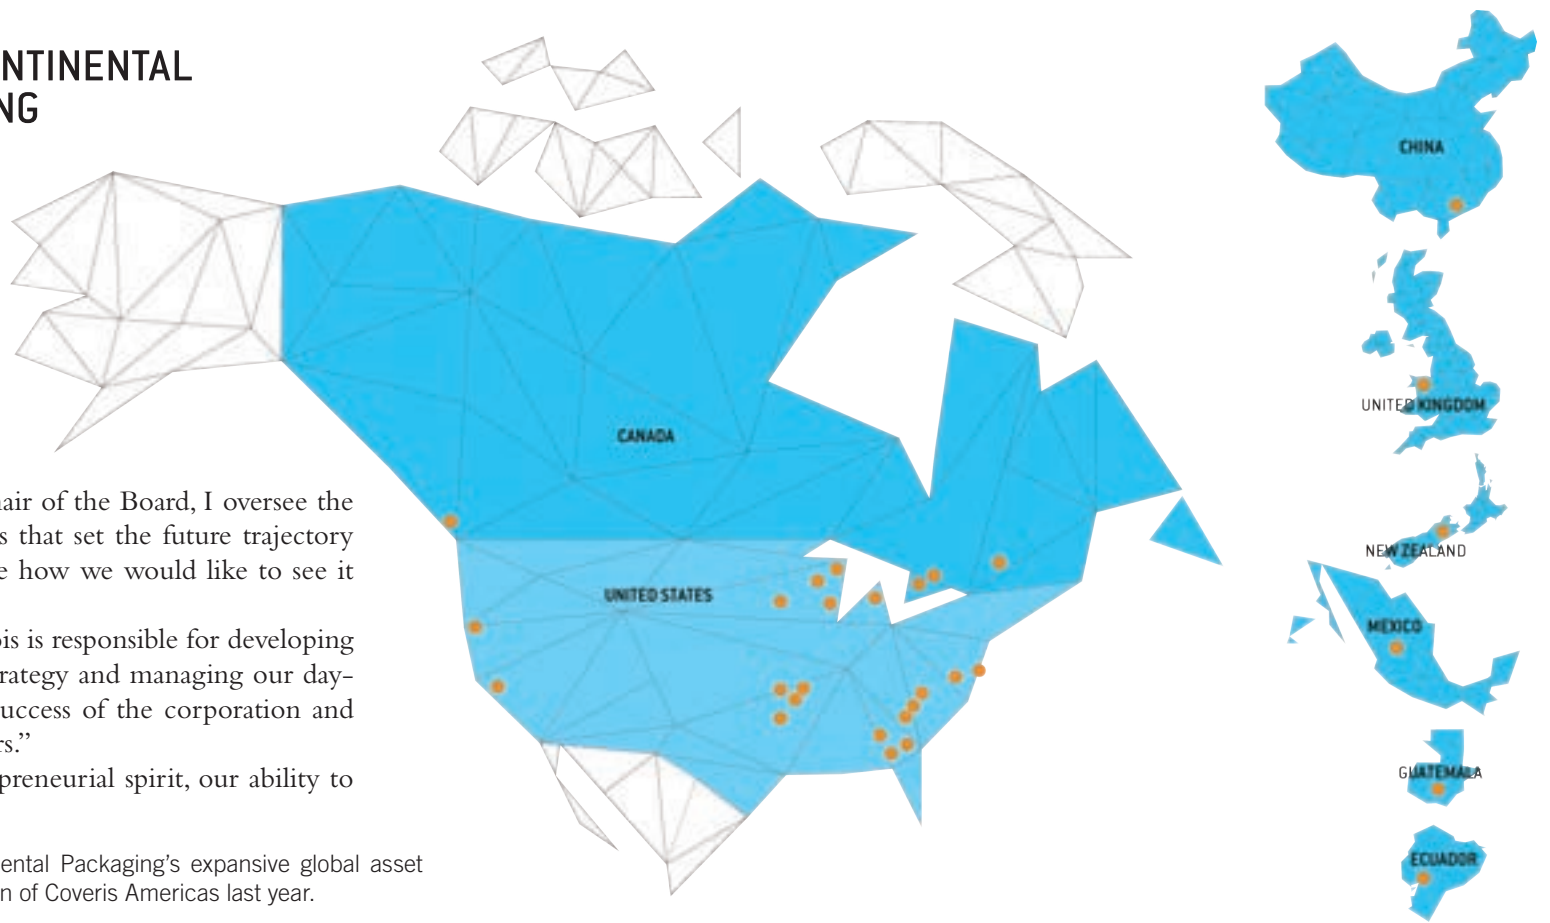 NTINENTAL
NG
CHINA
UNITED KINGDOM
CANADA
NEW ZEALAND
UNITED STATES
MEXICO
GUATEMALA
ECUADOR
air of the Board, I oversee the
s that set the future trajectory
e how we would like to see it
is is responsible for developing
rategy and managing our day-
uccess of the corporation and
rs.”
preneurial spirit, our ability to
ental Packaging’s expansive global asset
n of Coveris Americas last year.